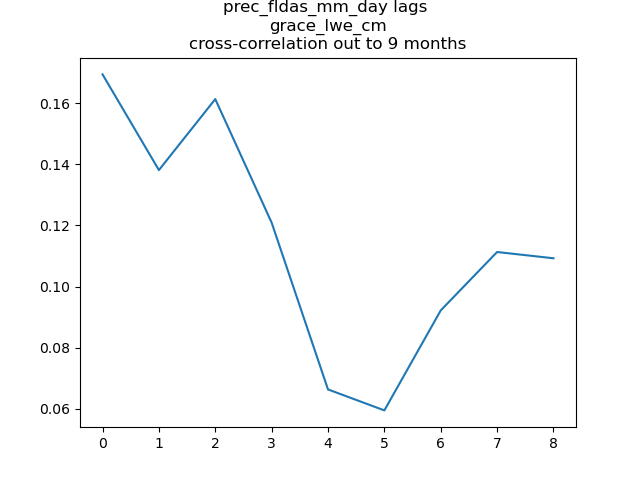 prec_fldas_mm_day lags
grace_lwe_cm
cross-correlation out to 9 months
0.16
0.14
0.12
0.10
0.08
0.06
0 1 2 3 4 5 6 7 8